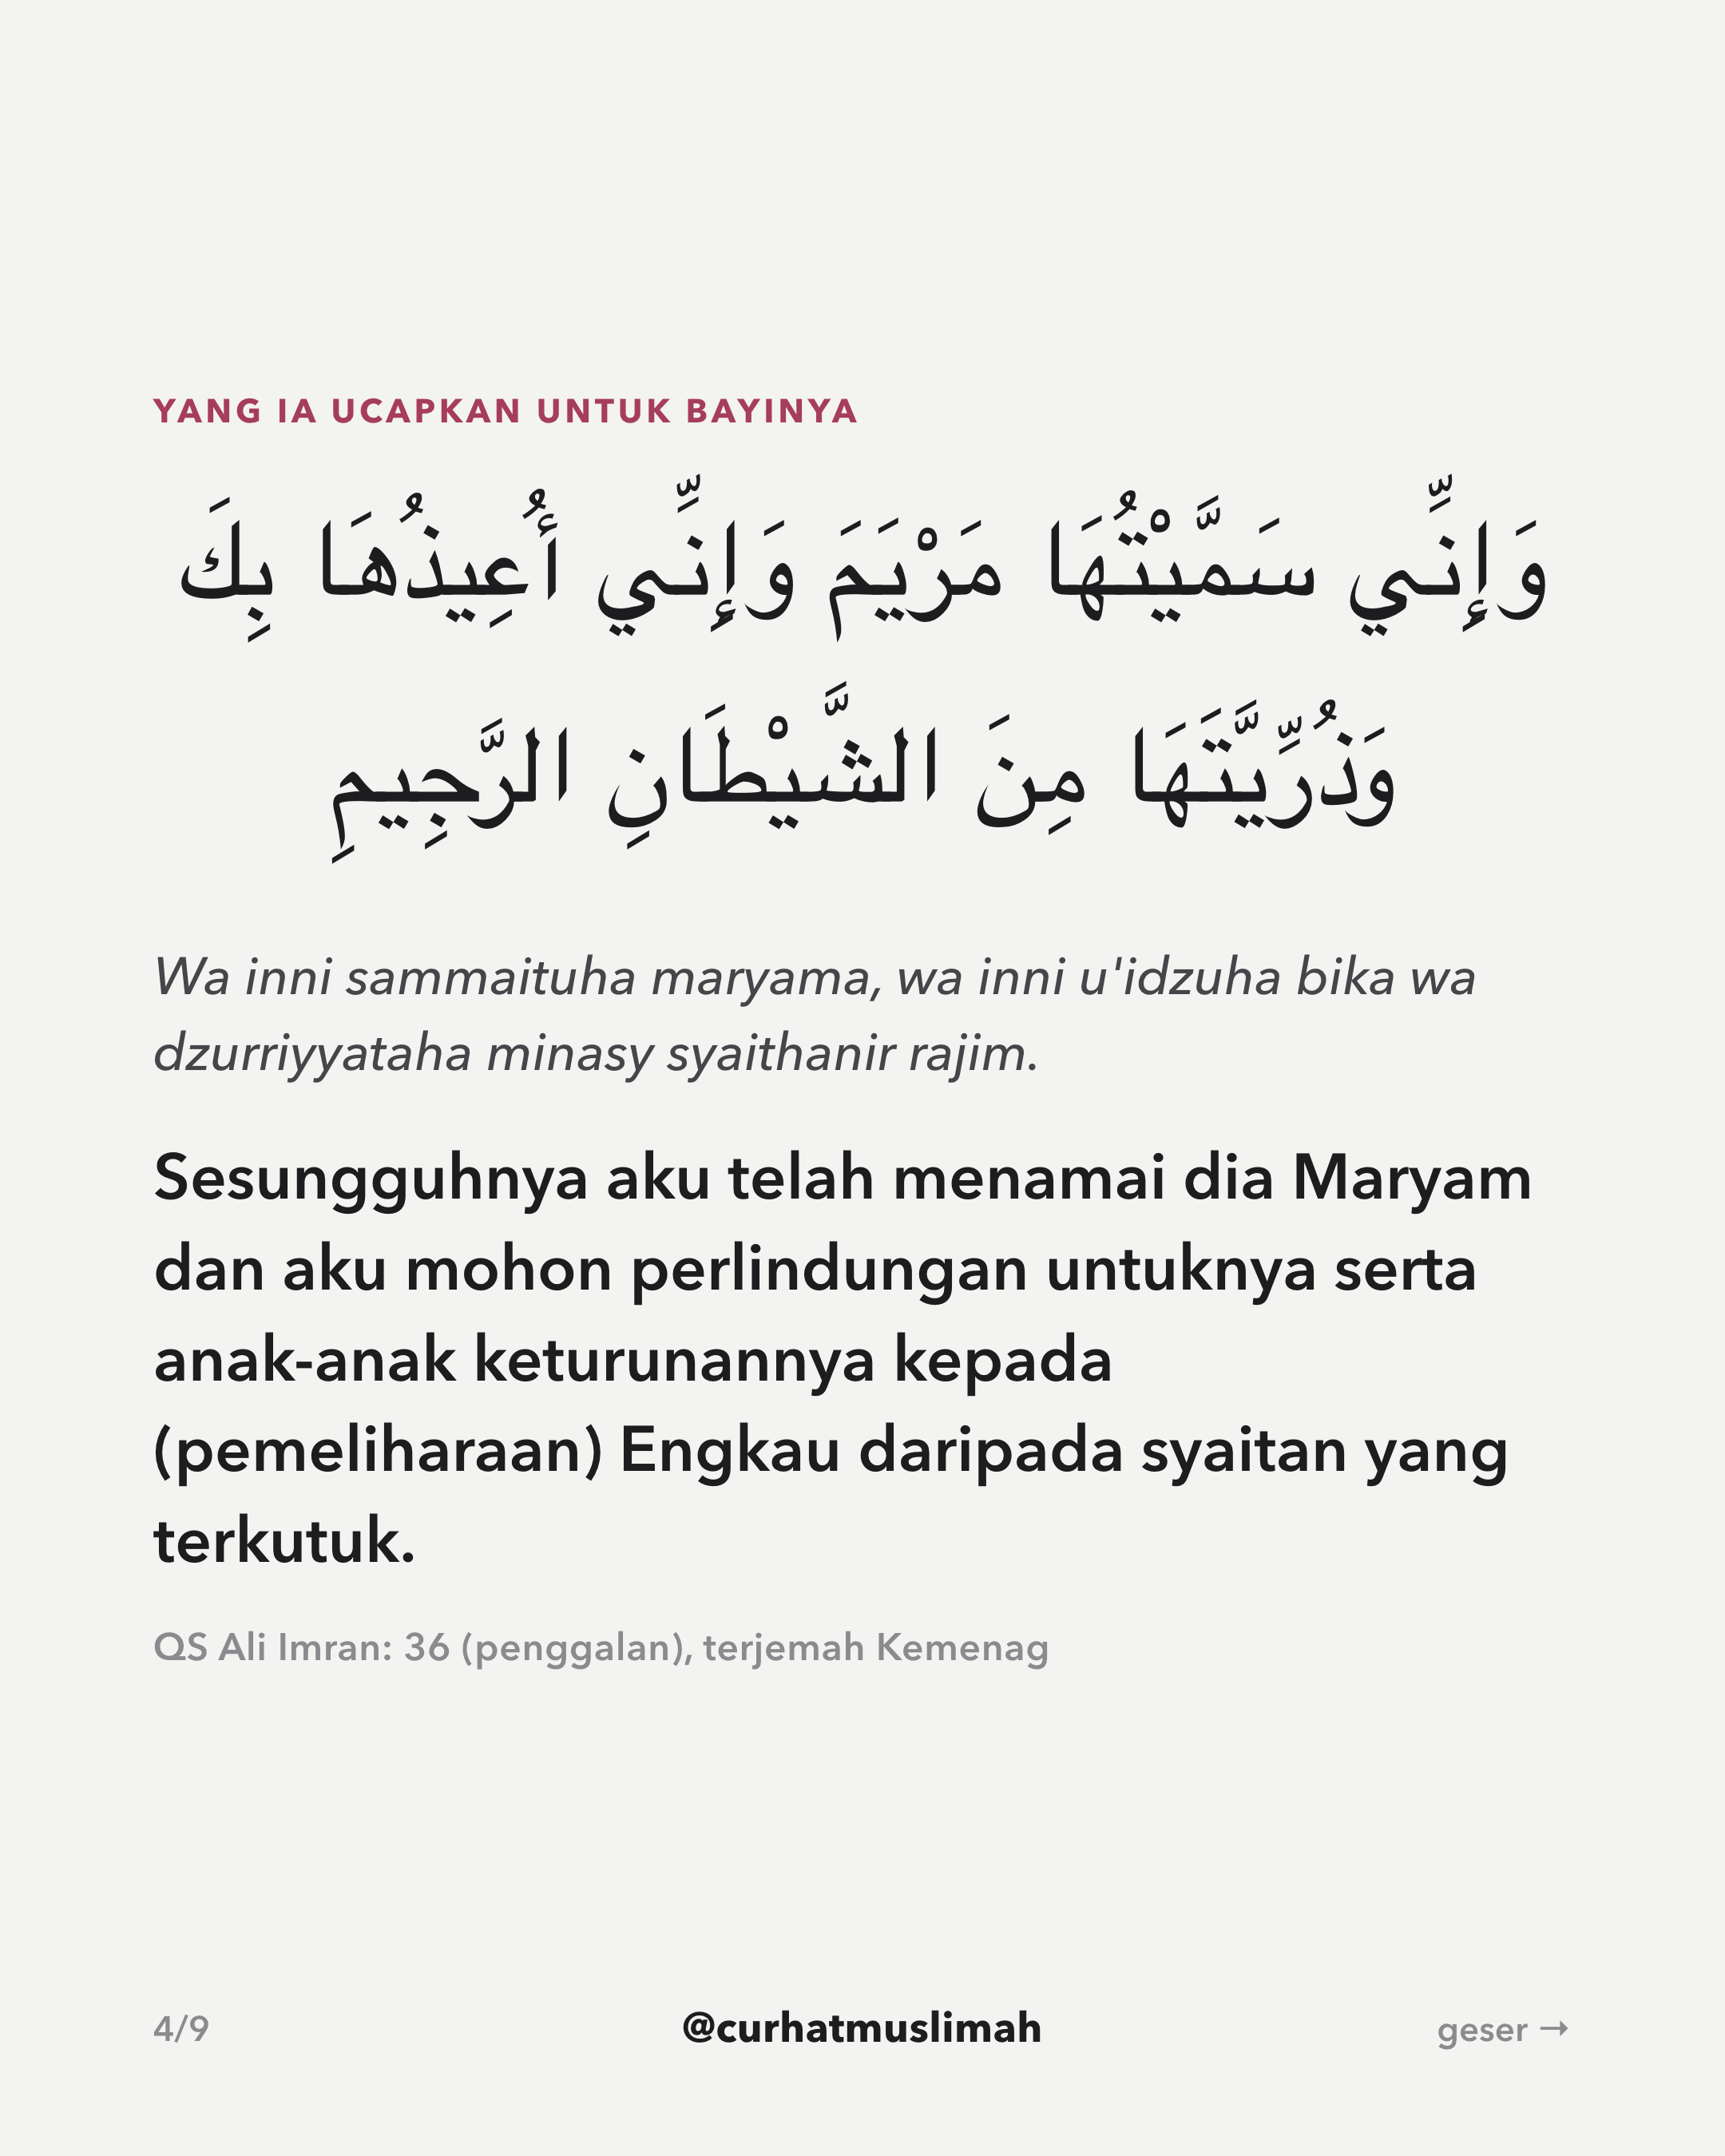 YANG IA UCAPKAN UNTUK BAYINYA
وَإِنِّي سَمَّيْتُهَا مَرْيَمَ وَإِنِّي أُعِيذُهَا بِكَ
وَذُرِّيَّتَهَا مِنَ الشَّيْطَانِ الرَّجِيمِ
Wa inni sammaituha maryama, wa inni u'idzuha bika wa
dzurriyyataha minasy syaithanir rajim.
Sesungguhnya aku telah menamai dia Maryam
dan aku mohon perlindungan untuknya serta
anak-anak keturunannya kepada
(pemeliharaan) Engkau daripada syaitan yang
terkutuk.
QS Ali Imran: 36 (penggalan), terjemah Kemenag
4/9
@curhatmuslimah
geser →